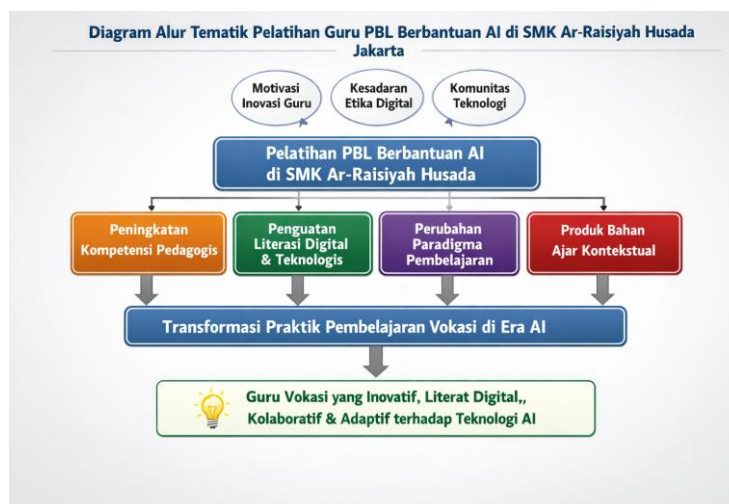 Diagram Alur Tematik Pelatihan Guru PBL Berbantuan AI di SMK Ar-Raisiyah Husada
Jakarta
Motivasi
Inovasi Guru
Kesadaran
Etika Digital
Komunitas
Teknologi
Pelatihan PBL Berbantuan AI
di SMK Ar-Raisiyah Husada
Peningkatan
Kompetensi Pedagogis
Penguatan
Literasi Digital
& Teknologis
Perubahan
Paradigma
Pembelajaran
Produk Bahan
Ajar Kontekstual
Transformasi Praktik Pembelajaran Vokasi di Era AI
Guru Vokasi yang Inovatif, Literat Digital,,
Kolaboratif & Adaptif terhadap Teknologi AI